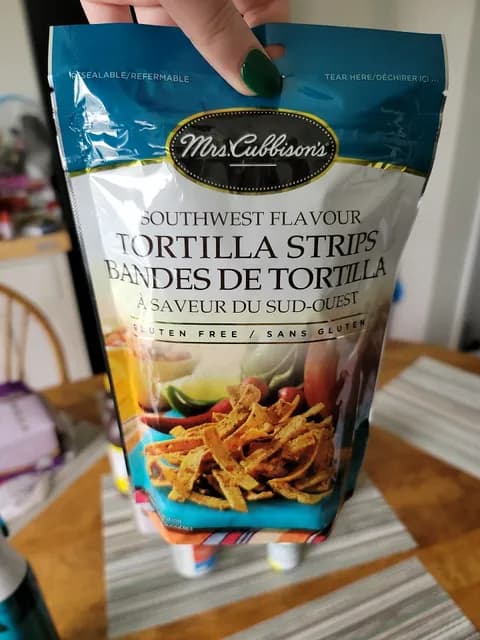 RESEALABLE/REFERMABLE
TEAR HERE/DÉCHIRER ICI ...
Mrs. Cubbison's
SOUTHWEST FLAVOUR
TORTILLA STRIPS
BANDES DE TORTILLA
À SAVEUR DU SUD-OUEST
GLUTEN FREE / SANS GLUTEN